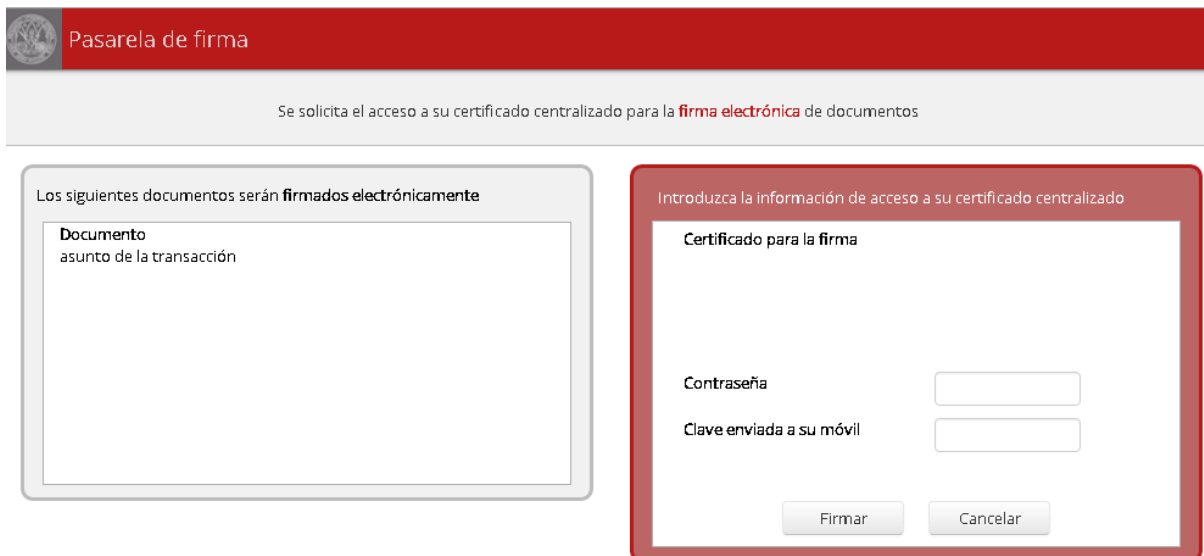 Pasarela de firma
Se solicita el acceso a su certificado centralizado para la firma electrónica de documentos
Los siguientes documentos serán firmados electrónicamente
Documento
asunto de la transacción
Introduzca la información de acceso a su certificado centralizado
Certificado para la firma
Contraseña
Clave enviada a su móvil
Firmar
Cancelar